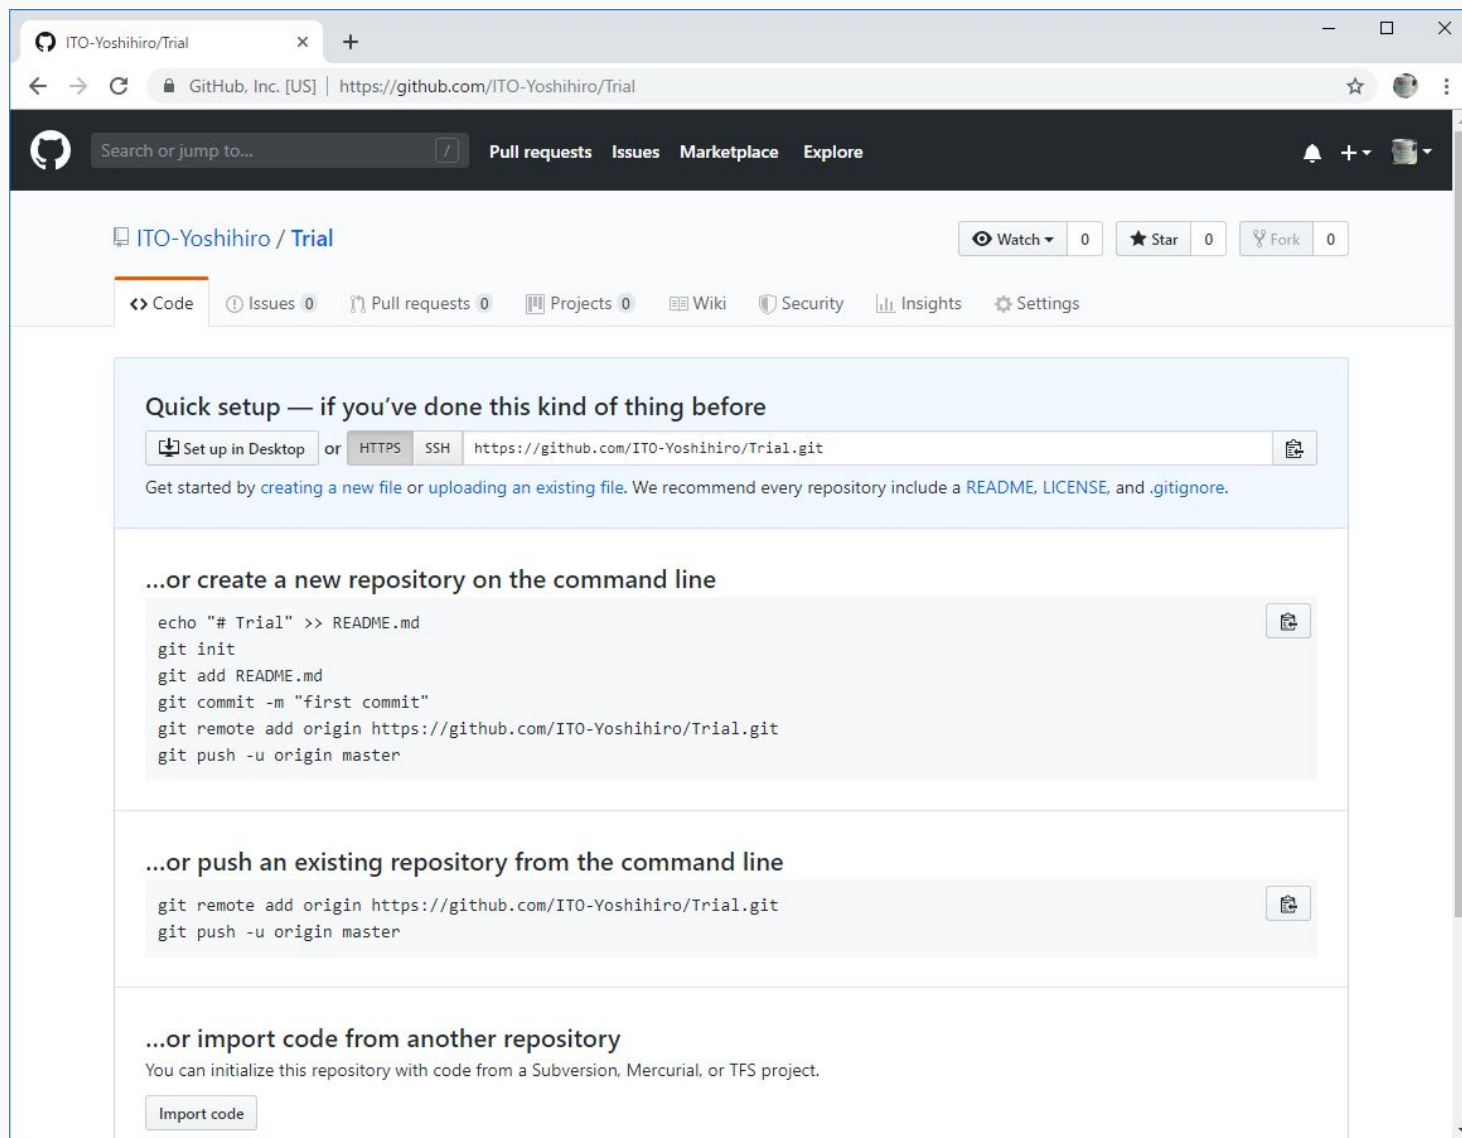 ITO-Yoshihiro/Trial
GitHub, Inc. [US] | https://github.com/ITO-Yoshihiro/Trial
Search or jump to... / Pull requests Issues Marketplace Explore
ITO-Yoshihiro / Trial Watch 0 Star 0 Fork 0
<> Code Issues 0 Pull requests 0 Projects 0 Wiki Security Insights Settings
Quick setup — if you’ve done this kind of thing before
Set up in Desktop or HTTPS SSH https://github.com/ITO-Yoshihiro/Trial.git
Get started by creating a new file or uploading an existing file. We recommend every repository include a README, LICENSE, and .gitignore.
…or create a new repository on the command line
echo "# Trial" >> README.md
git init
git add README.md
git commit -m "first commit"
git remote add origin https://github.com/ITO-Yoshihiro/Trial.git
git push -u origin master
…or push an existing repository from the command line
git remote add origin https://github.com/ITO-Yoshihiro/Trial.git
git push -u origin master
…or import code from another repository
You can initialize this repository with code from a Subversion, Mercurial, or TFS project.
Import code